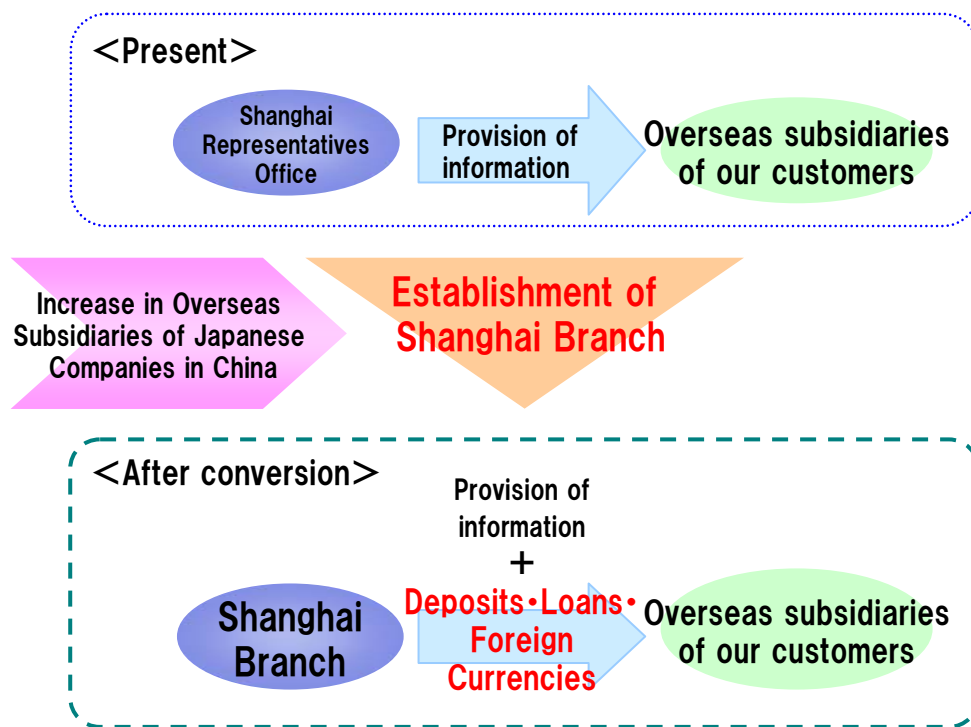 <Present>
Shanghai
Representatives
Office
Provision of
information
Overseas subsidiaries
of our customers
Increase in Overseas
Subsidiaries of Japanese
Companies in China
Establishment of
Shanghai Branch
<After conversion>
Provision of
information
+
Deposits・Loans・
Foreign
Currencies
Shanghai
Branch
Overseas subsidiaries
of our customers